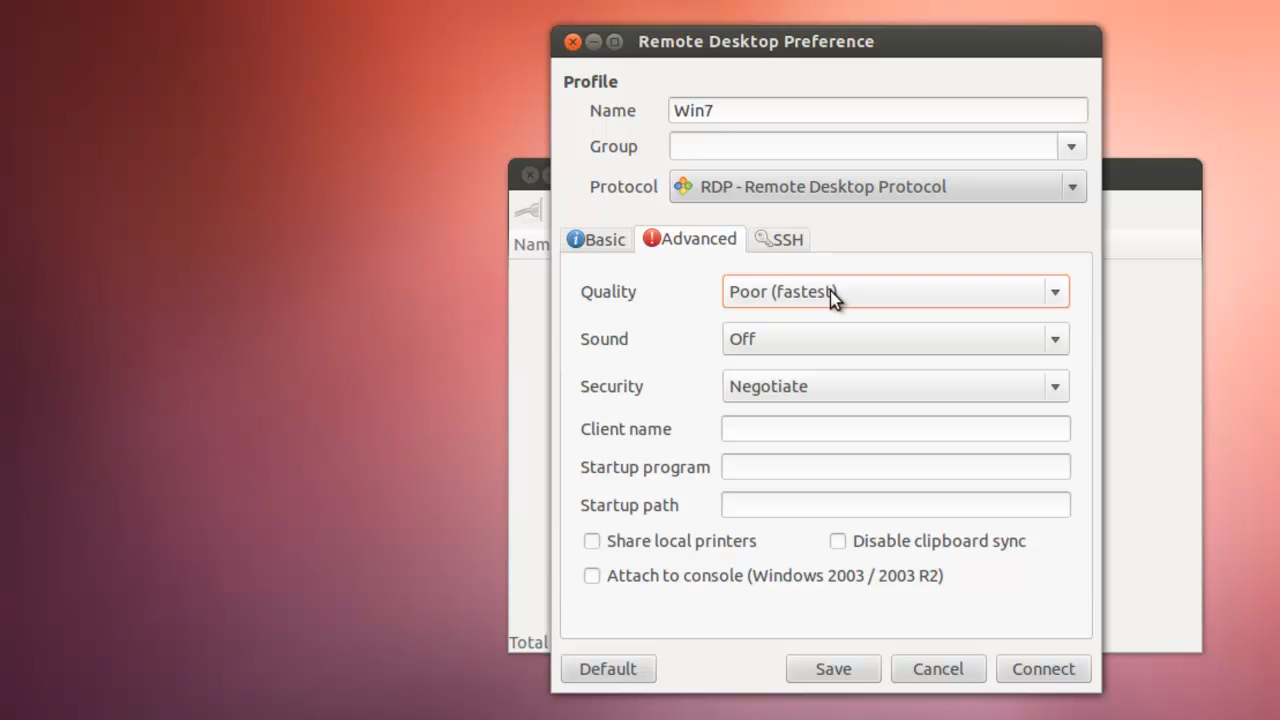 Remote Desktop Preference
Profile
Name Win7
Group
Protocol RDP - Remote Desktop Protocol
Nam
Basic Advanced SSH
Quality Poor (fastest)
Sound Off
Security Negotiate
Client name
Startup program
Startup path
Share local printers Disable clipboard sync
Attach to console (Windows 2003 / 2003 R2)
Total
Default Save Cancel Connect